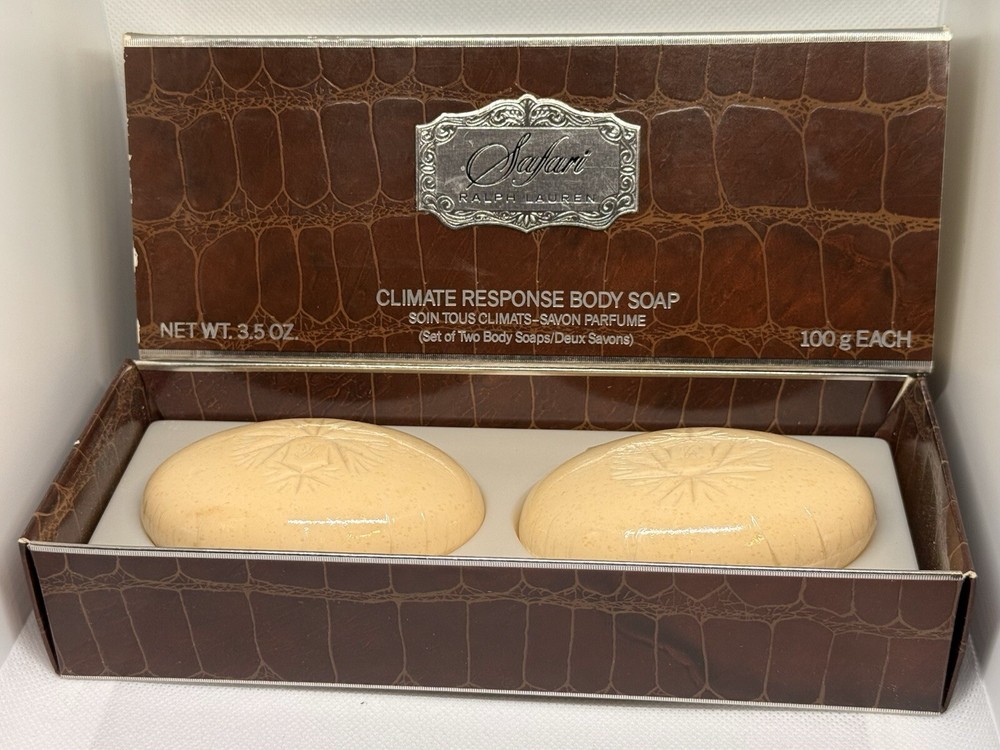 Safari
RALPH LAUREN
CLIMATE RESPONSE BODY SOAP
SOIN TOUS CLIMATS–SAVON PARFUME
(Set of Two Body Soaps/Deux Savons)
NET WT. 3.5 OZ.
100 g EACH